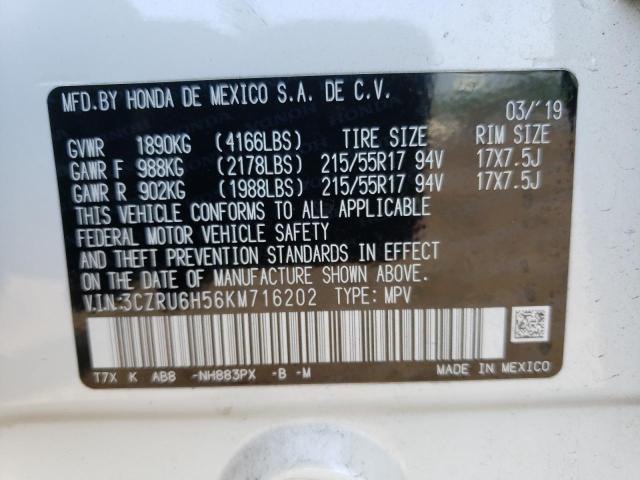 MFD.BY HONDA DE MEXICO S.A. DE C.V.
03/'19
GVWR 1890KG (4166LBS) TIRE SIZE RIM SIZE
GAWR F 988KG (2178LBS) 215/55R17 94V 17X7.5J
GAWR R 902KG (1988LBS) 215/55R17 94V 17X7.5J
THIS VEHICLE CONFORMS TO ALL APPLICABLE
FEDERAL MOTOR VEHICLE SAFETY
AND THEFT PREVENTION STANDARDS IN EFFECT
ON THE DATE OF MANUFACTURE SHOWN ABOVE.
V.I.N:3CZRU6H56KM716202 TYPE: MPV
T7X K AB8 -NH883PX -B -M
MADE IN MEXICO